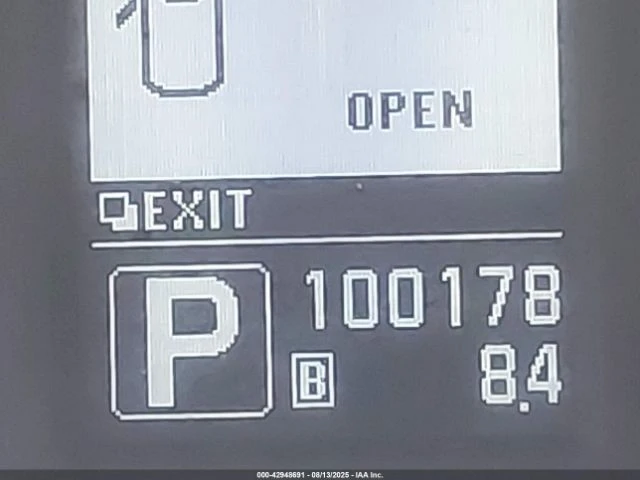 OPEN
EXIT
P 100178
B 8.4
000-42948691 - 08/13/2025 - IAA Inc.